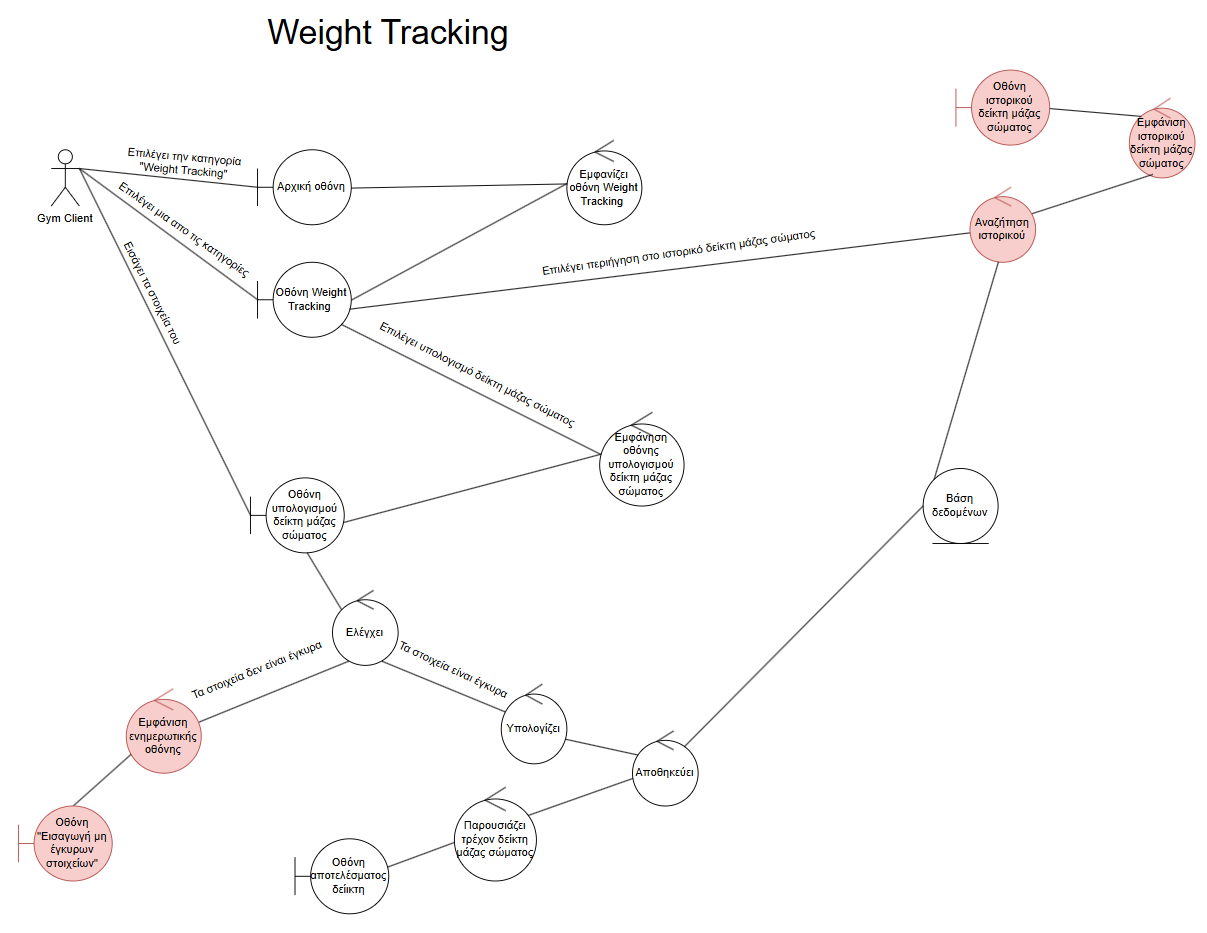 Weight Tracking
Οθόνη
ιστορικού
δείκτη μάζας
σώματος
Εμφάνιση
ιστορικού
δείκτη μάζας
σώματος
Επιλέγει την κατηγορία
"Weight Tracking"
Gym Client
Αρχική οθόνη
Εμφανίζει
οθόνη Weight
Tracking
Επιλέγει μια απο τις κατηγορίες
Αναζήτηση
ιστορικού
Επιλέγει περιήγηση στο ιστορικό δείκτη μάζας σώματος
Εισάγει τα στοιχεία του
Οθόνη Weight
Tracking
Επιλέγει υπολογισμό δείκτη μάζας σώματος
Εμφάνηση
οθόνης
υπολογισμού
δείκτη μάζας
σώματος
Οθόνη
υπολογισμού
δείκτη μάζας
σώματος
Βάση
δεδομένων
Ελέγχει
Τα στοιχεία δεν είναι έγκυρα
Τα στοιχεία είναι έγκυρα
Εμφάνιση
ενημερωτικής
οθόνης
Υπολογίζει
Αποθηκεύει
Οθόνη
"Εισαγωγή μη
έγκυρων
στοιχείων"
Παρουσιάζει
τρέχον δείκτη
μάζας σώματος
Οθόνη
αποτελέσματος
δείικτη